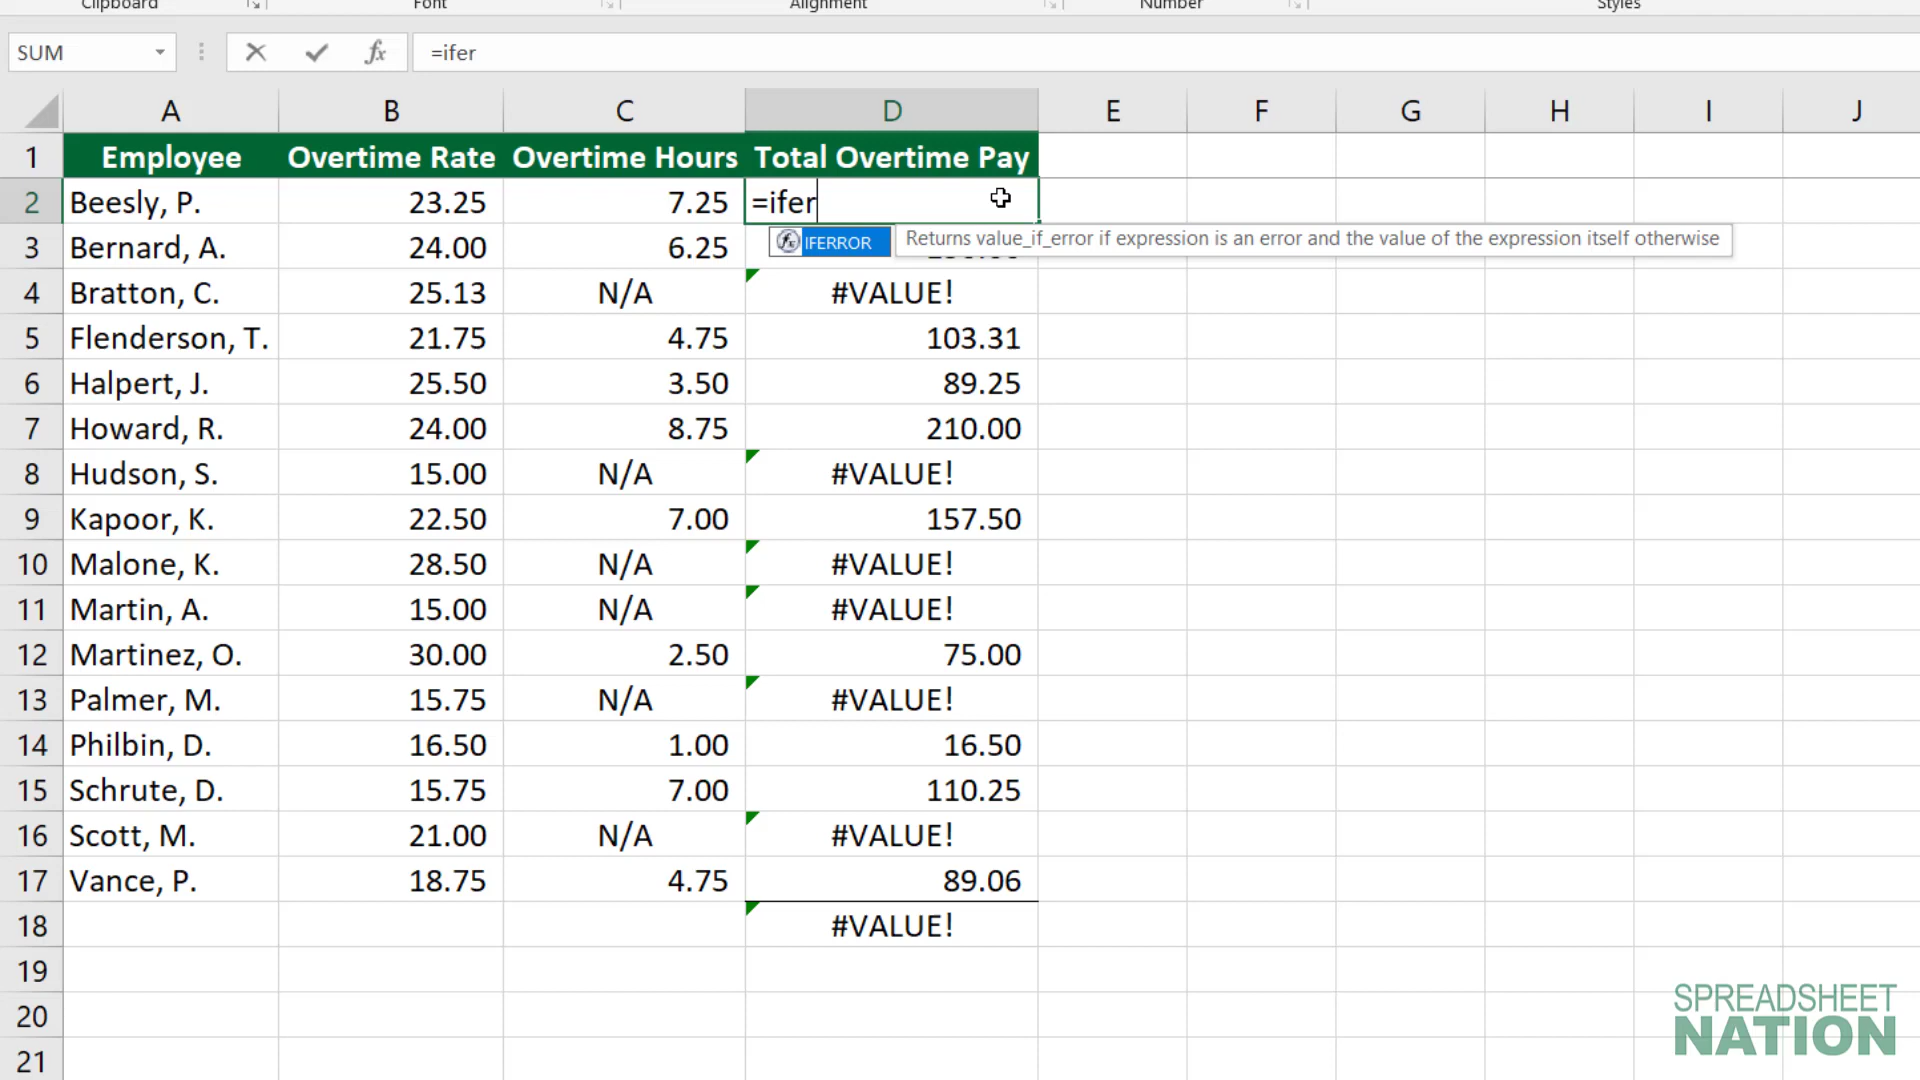 Clipboard Font Alignment Number Styles
SUM =ifer
A B C D E F G H I J
1 Employee Overtime Rate Overtime Hours Total Overtime Pay
2 Beesly, P. 23.25 7.25 =ifer
IFERROR Returns value_if_error if expression is an error and the value of the expression itself otherwise
3 Bernard, A. 24.00 6.25
4 Bratton, C. 25.13 N/A #VALUE!
5 Flenderson, T. 21.75 4.75 103.31
6 Halpert, J. 25.50 3.50 89.25
7 Howard, R. 24.00 8.75 210.00
8 Hudson, S. 15.00 N/A #VALUE!
9 Kapoor, K. 22.50 7.00 157.50
10 Malone, K. 28.50 N/A #VALUE!
11 Martin, A. 15.00 N/A #VALUE!
12 Martinez, O. 30.00 2.50 75.00
13 Palmer, M. 15.75 N/A #VALUE!
14 Philbin, D. 16.50 1.00 16.50
15 Schrute, D. 15.75 7.00 110.25
16 Scott, M. 21.00 N/A #VALUE!
17 Vance, P. 18.75 4.75 89.06
18 #VALUE!
19
20
21
SPREADSHEET
NATION